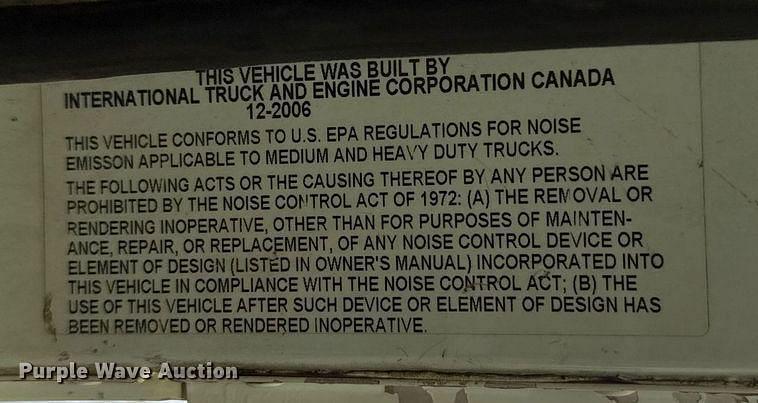 THIS VEHICLE WAS BUILT BY
INTERNATIONAL TRUCK AND ENGINE CORPORATION CANADA
12-2006
THIS VEHICLE CONFORMS TO U.S. EPA REGULATIONS FOR NOISE
EMISSON APPLICABLE TO MEDIUM AND HEAVY DUTY TRUCKS.
THE FOLLOWING ACTS OR THE CAUSING THEREOF BY ANY PERSON ARE
PROHIBITED BY THE NOISE CONTROL ACT OF 1972: (A) THE REMOVAL OR
RENDERING INOPERATIVE, OTHER THAN FOR PURPOSES OF MAINTEN-
ANCE, REPAIR, OR REPLACEMENT, OF ANY NOISE CONTROL DEVICE OR
ELEMENT OF DESIGN (LISTED IN OWNER'S MANUAL) INCORPORATED INTO
THIS VEHICLE IN COMPLIANCE WITH THE NOISE CONTROL ACT; (B) THE
USE OF THIS VEHICLE AFTER SUCH DEVICE OR ELEMENT OF DESIGN HAS
BEEN REMOVED OR RENDERED INOPERATIVE.
Purple Wave Auction